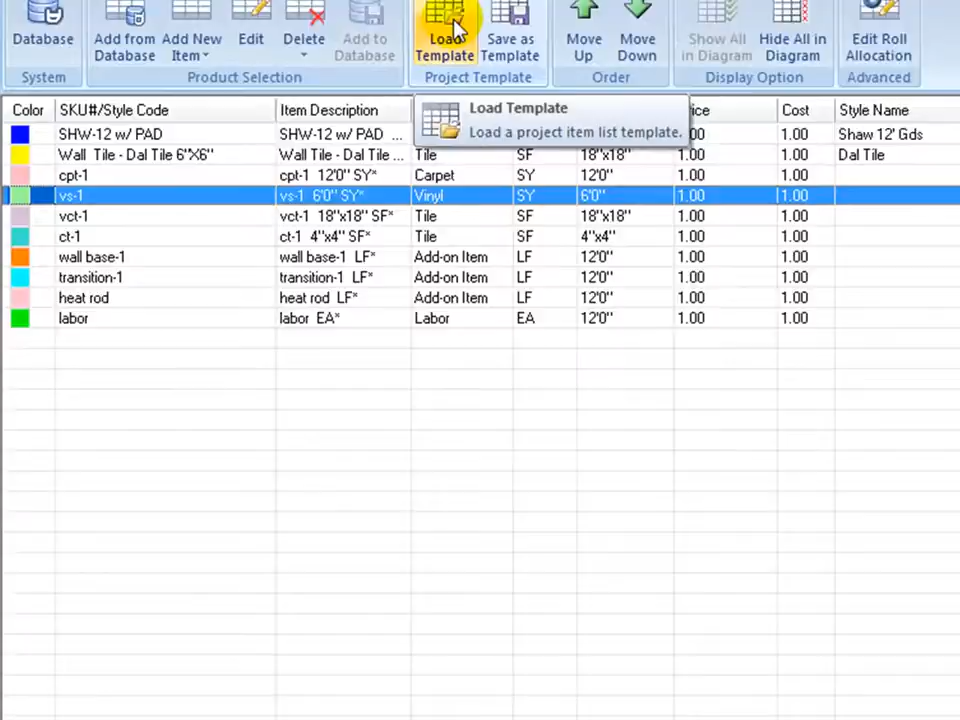 Database
Add from
Database
Add New
Item
Edit
Delete
Add to
Database
Load
Template
Save as
Template
Move
Up
Move
Down
Show All
in Diagram
Hide All in
Diagram
Edit Roll
Allocation
System
Product Selection
Project Template
Order
Display Option
Advanced
Load Template
Load a project item list template.
Color SKU#/Style Code Item Description Cost Style Name
SHW-12 w/ PAD SHW-12 w/ PAD ... Shaw 12' Gds
Wall Tile - Dal Tile 6"X6" Wall Tile - Dal Tile ... Tile SF 18"x18" 1.00 1.00 Dal Tile
cpt-1 cpt-1 12'0" SY* Carpet SY 12'0" 1.00 1.00
vs-1 vs-1 6'0" SY* Vinyl SY 6'0" 1.00 1.00
vct-1 vct-1 18"x18" SF* Tile SF 18"x18" 1.00 1.00
ct-1 ct-1 4"x4" SF* Tile SF 4"x4" 1.00 1.00
wall base-1 wall base-1 LF* Add-on Item LF 12'0" 1.00 1.00
transition-1 transition-1 LF* Add-on Item LF 12'0" 1.00 1.00
heat rod heat rod LF* Add-on Item LF 12'0" 1.00 1.00
labor labor EA* Labor EA 12'0" 1.00 1.00